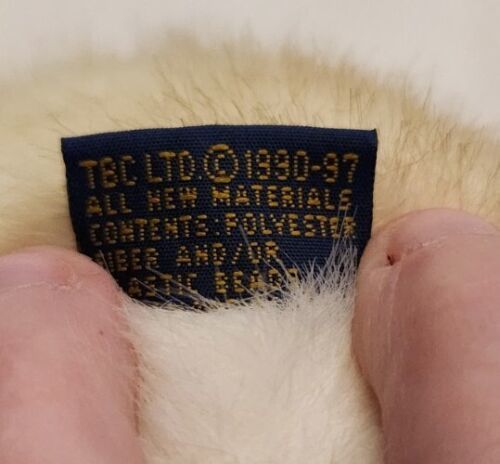 TBC LTD.©1990-97
ALL NEW MATERIALS
CONTENTS:POLYESTER
FIBER AND/OR
PLASTIC BEADS